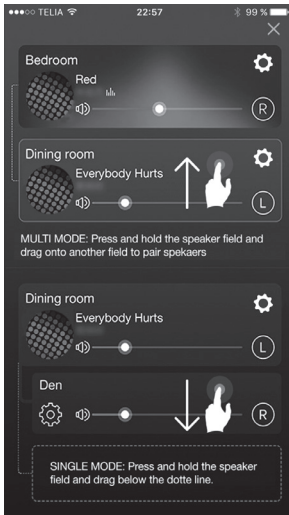 TELIA 22:57 99 %
Bedroom
Red
R
Dining room
Everybody Hurts
L
MULTI MODE: Press and hold the speaker field and
drag onto another field to pair spekaers
Dining room
Everybody Hurts
L
Den
R
SINGLE MODE: Press and hold the speaker
field and drag below the dotte line.